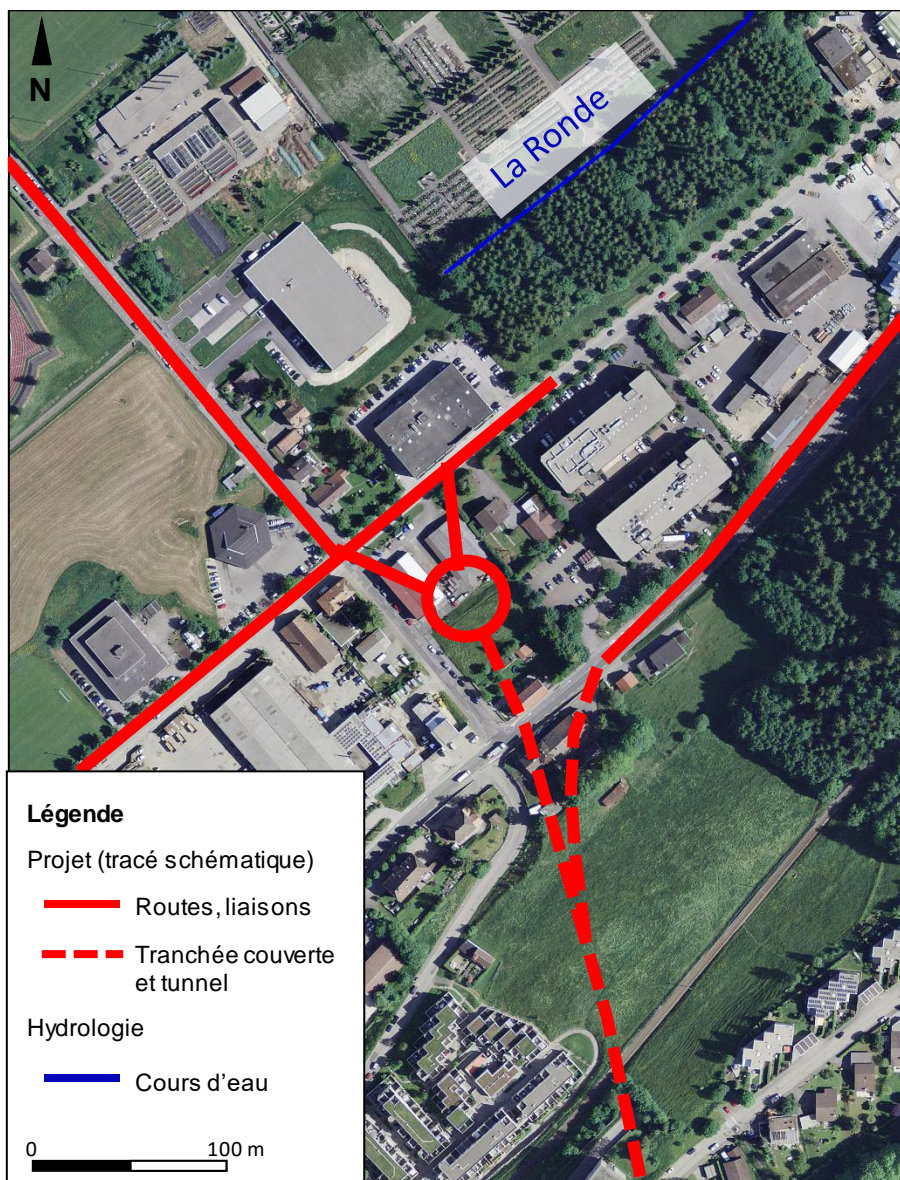 N
La Ronde
Légende
Projet (tracé schématique)
Routes, liaisons
Tranchée couverte
et tunnel
Hydrologie
Cours d'eau
0 100 m